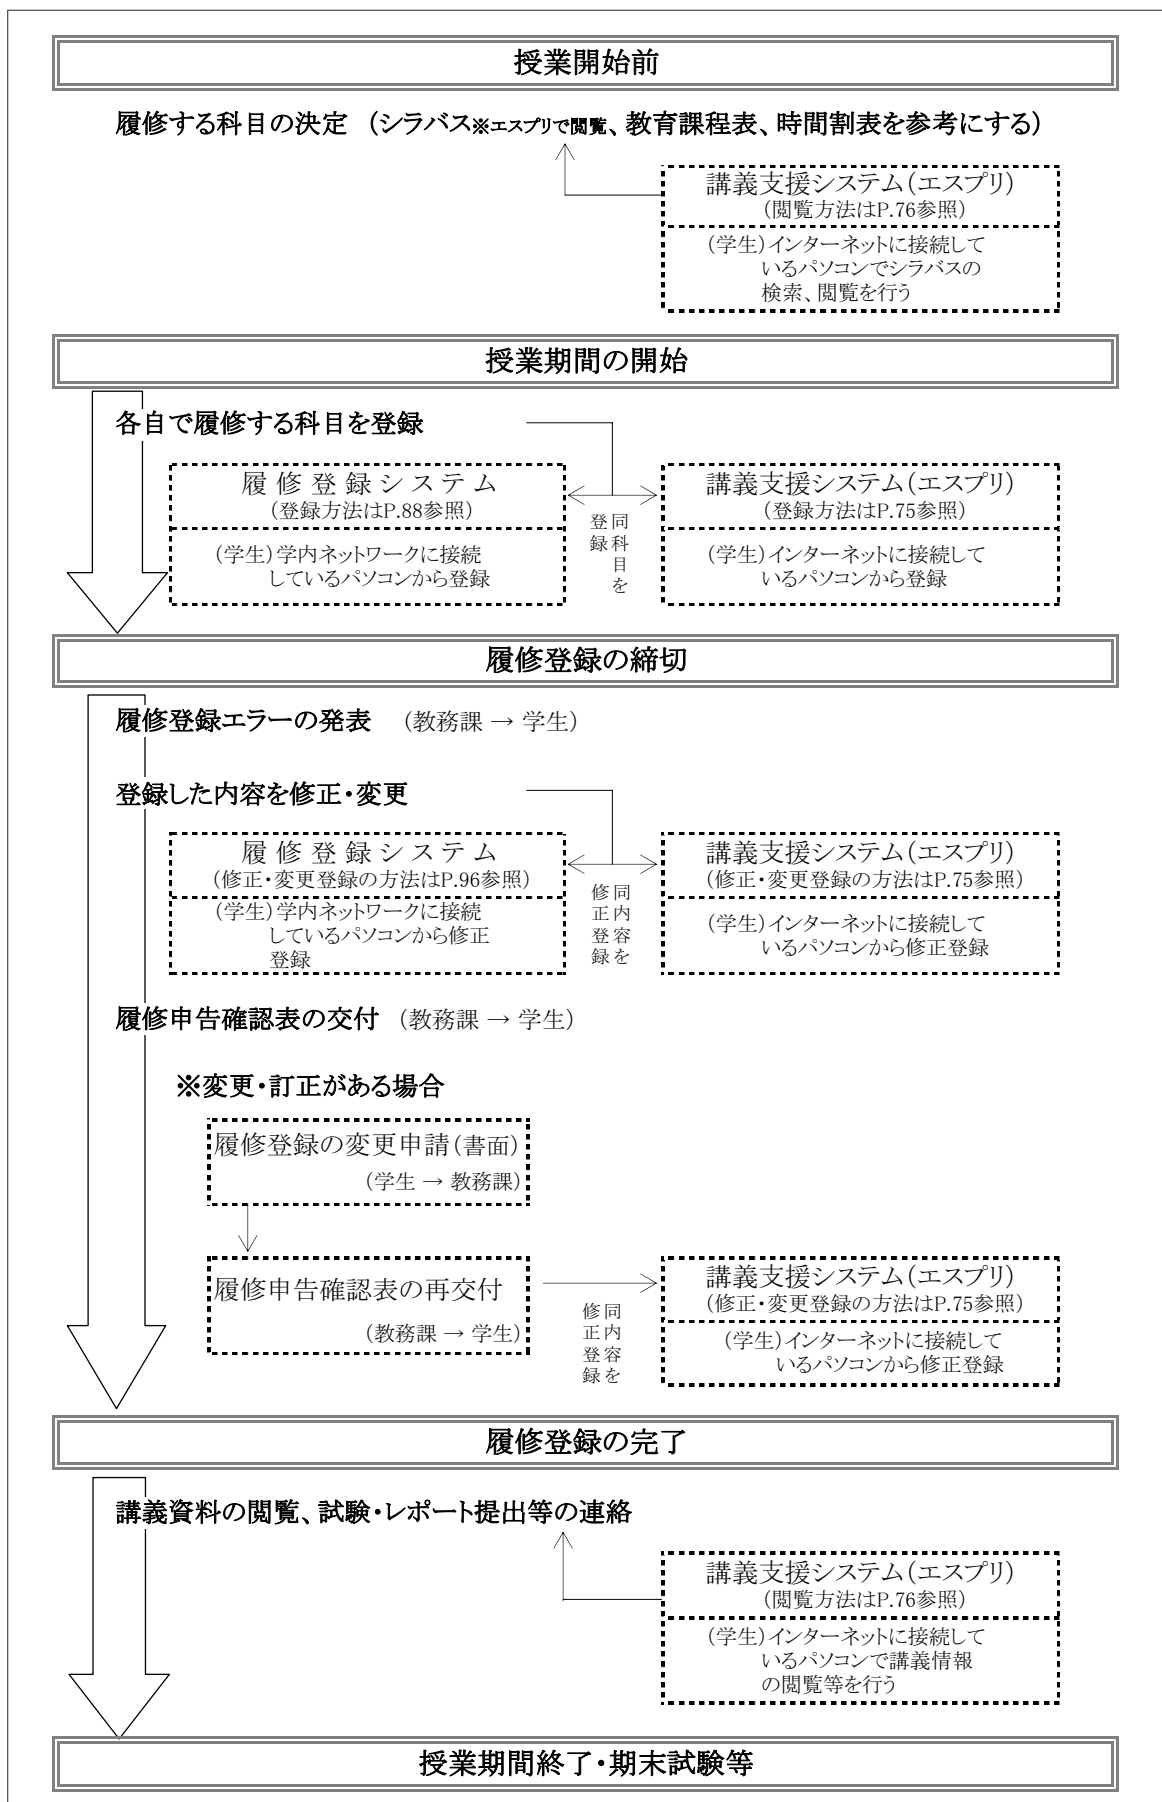 授業開始前
履修する科目の決定 (シラバス※エスプリで閲覧、教育課程表、時間割表を参考にする)
講義支援システム(エスプリ)
(閲覧方法はP.76参照)
(学生)インターネットに接続して
いるパソコンでシラバスの
検索、閲覧を行う
授業期間の開始
各自で履修する科目を登録
履修登録システム
(登録方法はP.88参照)
(学生)学内ネットワークに接続
しているパソコンから登録
同科目を
登録
講義支援システム(エスプリ)
(登録方法はP.75参照)
(学生)インターネットに接続して
いるパソコンから登録
履修登録の締切
履修登録エラーの発表 (教務課 → 学生)
登録した内容を修正・変更
履修登録システム
(修正・変更登録の方法はP.96参照)
(学生)学内ネットワークに接続
しているパソコンから修正
登録
同内容を
修正登録
講義支援システム(エスプリ)
(修正・変更登録の方法はP.75参照)
(学生)インターネットに接続して
いるパソコンから修正登録
履修申告確認表の交付 (教務課 → 学生)
※変更・訂正がある場合
履修登録の変更申請(書面)
(学生 → 教務課)
履修申告確認表の再交付
(教務課 → 学生)
同内容を
修正登録
講義支援システム(エスプリ)
(修正・変更登録の方法はP.75参照)
(学生)インターネットに接続して
いるパソコンから修正登録
履修登録の完了
講義資料の閲覧、試験・レポート提出等の連絡
講義支援システム(エスプリ)
(閲覧方法はP.76参照)
(学生)インターネットに接続して
いるパソコンで講義情報
の閲覧等を行う
授業期間終了・期末試験等